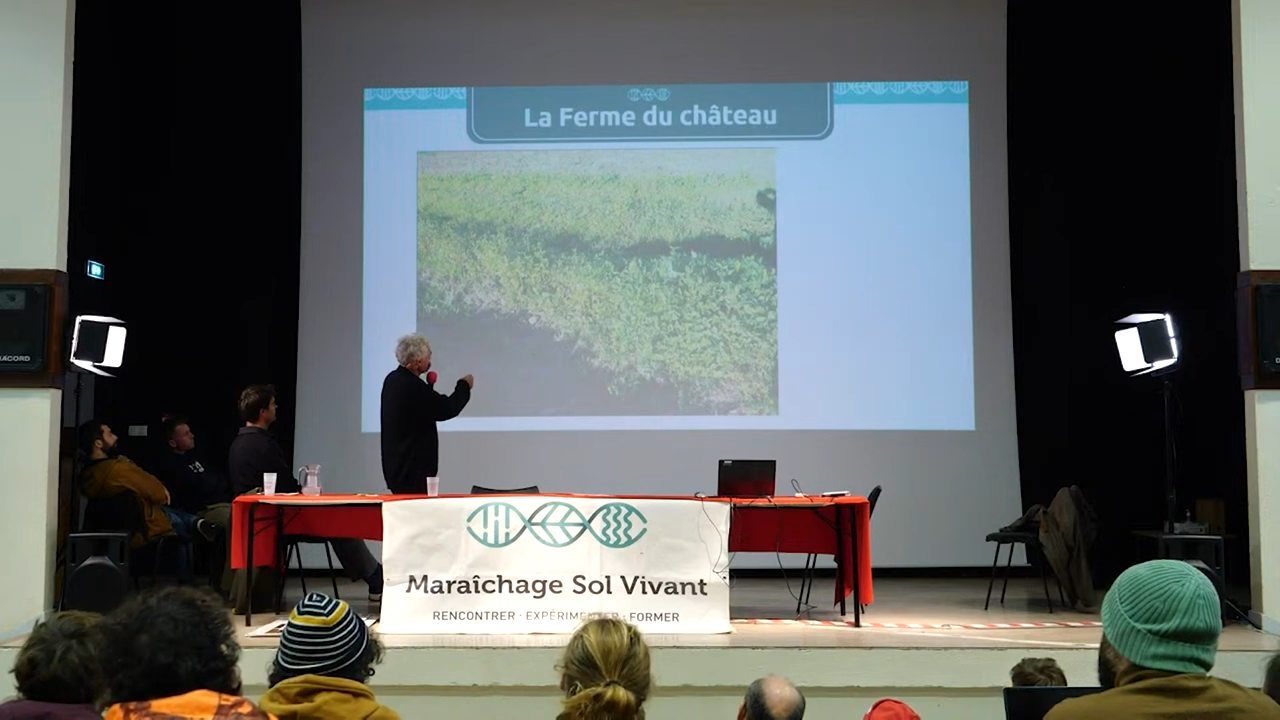 La Ferme du château
Maraîchage Sol Vivant
RENCONTRER · EXPÉRIMENTER · FORMER